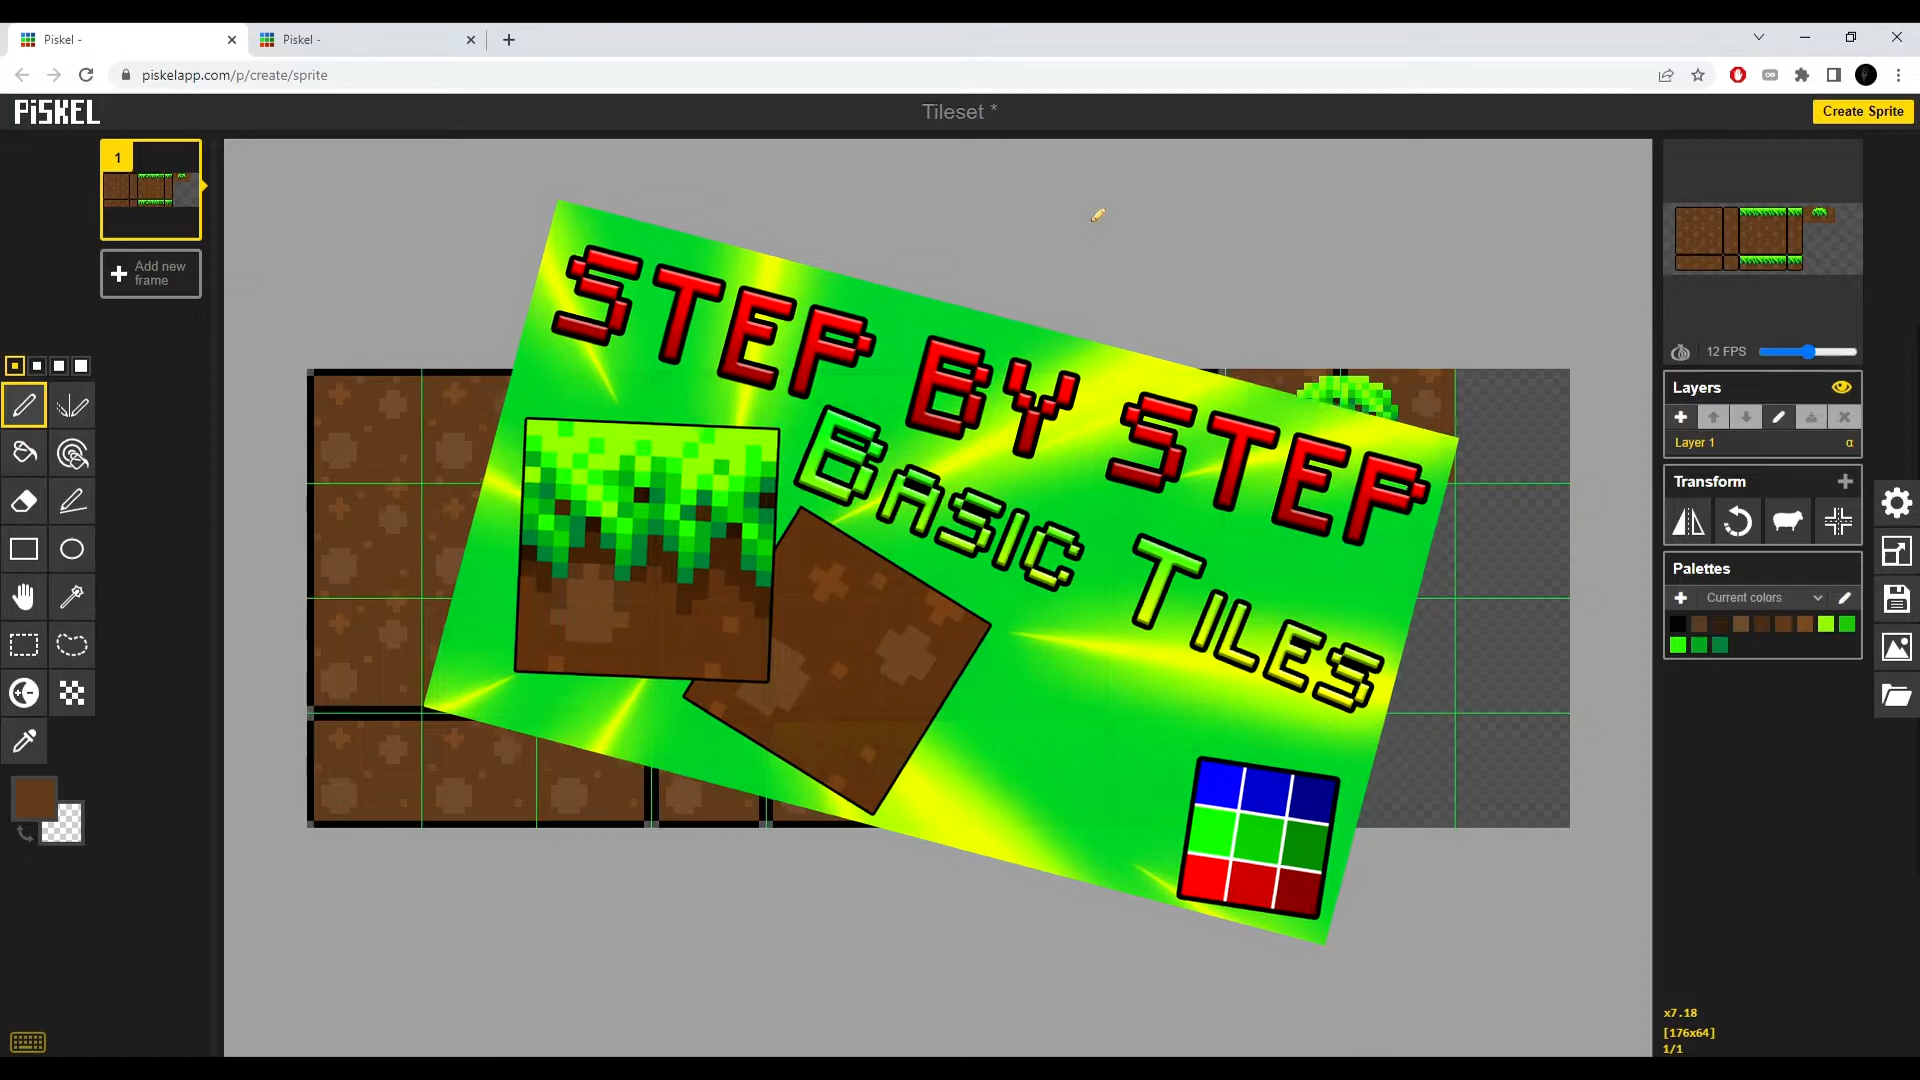 Piskel -
Piskel -
piskelapp.com/p/create/sprite
PiSKEL
Tileset *
Create Sprite
1
Add new
frame
STEP BY STEP
BASIC TILES
12 FPS
Layers
Layer 1
α
Transform
Palettes
Current colors
x7.18
[176x64]
1/1